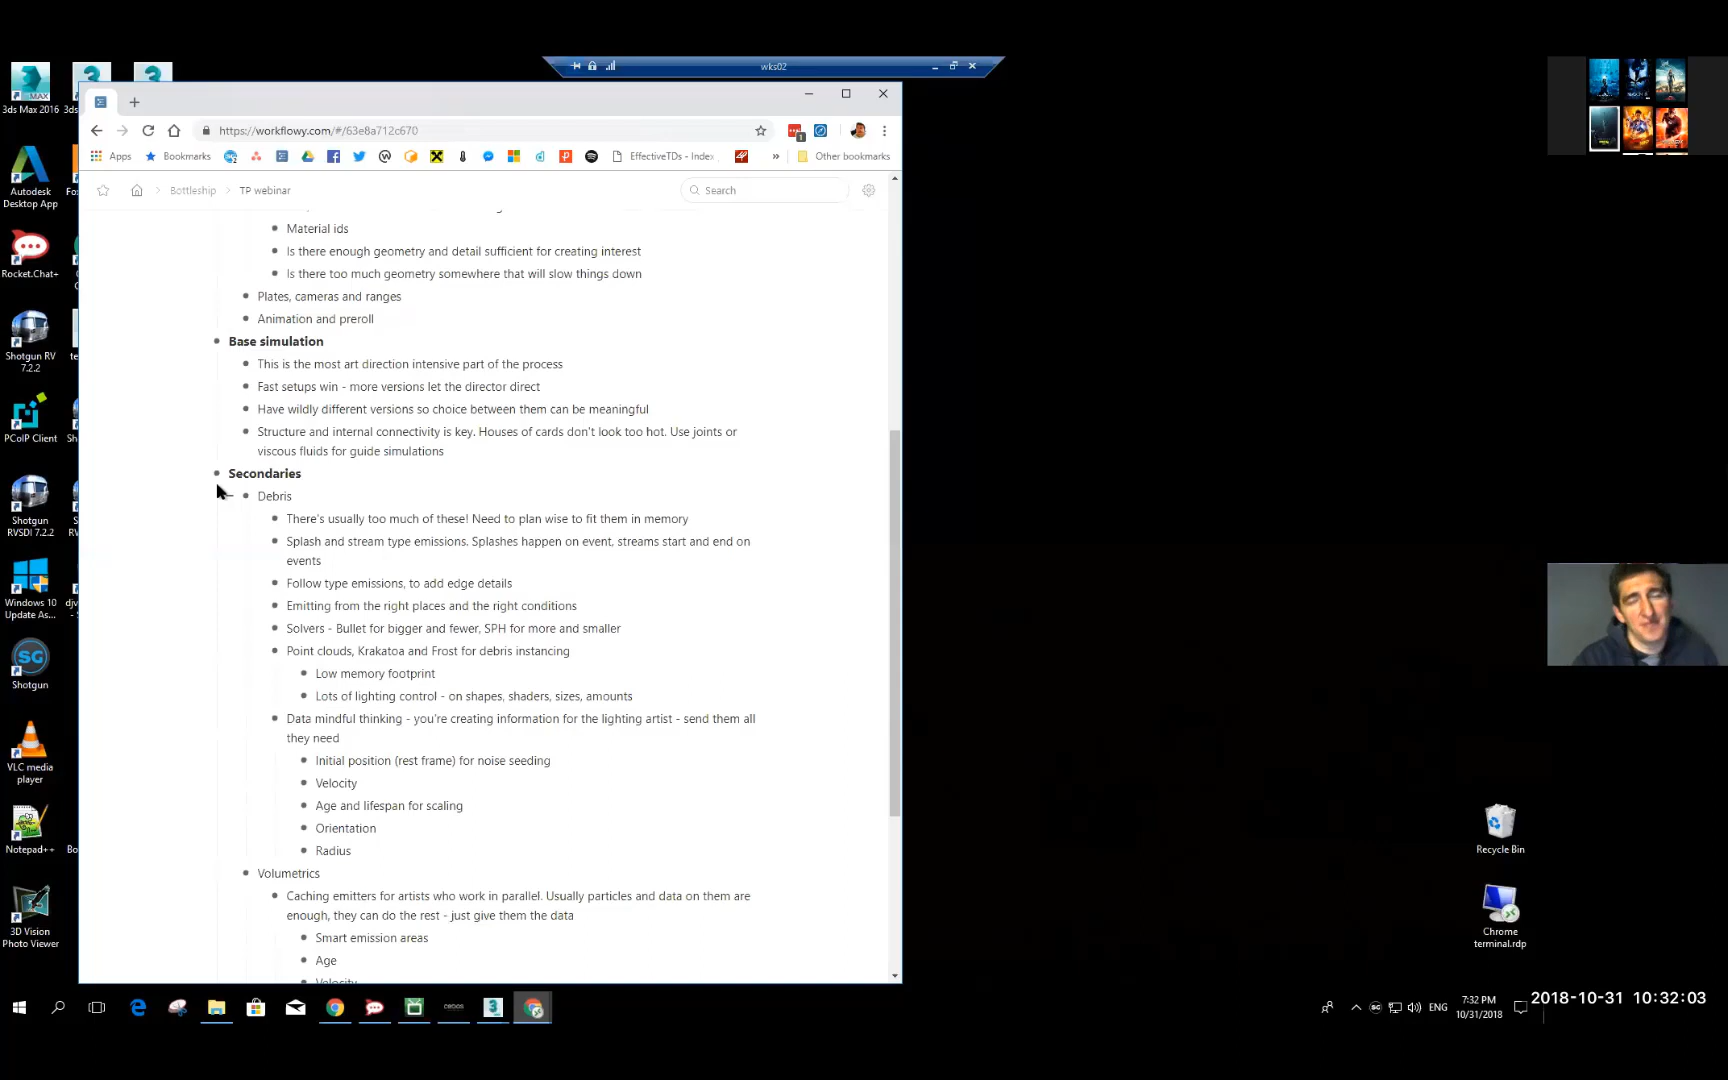 wks02
3ds Max 2016
3ds
https://workflowy.com/#/63e8a712c670
Apps
Bookmarks
EffectiveTDs - Index
»
Other bookmarks
Bottleship
TP webinar
Search
Material ids
Is there enough geometry and detail sufficient for creating interest
Is there too much geometry somewhere that will slow things down
Plates, cameras and ranges
Animation and preroll
Base simulation
This is the most art direction intensive part of the process
Fast setups win - more versions let the director direct
Have wildly different versions so choice between them can be meaningful
Structure and internal connectivity is key. Houses of cards don't look too hot. Use joints or
viscous fluids for guide simulations
Secondaries
Debris
There's usually too much of these! Need to plan wise to fit them in memory
Splash and stream type emissions. Splashes happen on event, streams start and end on
events
Follow type emissions, to add edge details
Emitting from the right places and the right conditions
Solvers - Bullet for bigger and fewer, SPH for more and smaller
Point clouds, Krakatoa and Frost for debris instancing
Low memory footprint
Lots of lighting control - on shapes, shaders, sizes, amounts
Data mindful thinking - you're creating information for the lighting artist - send them all
they need
Initial position (rest frame) for noise seeding
Velocity
Age and lifespan for scaling
Orientation
Radius
Volumetrics
Caching emitters for artists who work in parallel. Usually particles and data on them are
enough, they can do the rest - just give them the data
Smart emission areas
Age
Velocity
Autodesk
Desktop App
Rocket.Chat+
Shotgun RV
7.2.2
PCoIP Client
Shotgun
RVSDI 7.2.2
Windows 10
Update As...
Shotgun
VLC media
player
Notepad++
3D Vision
Photo Viewer
Recycle Bin
Chrome
terminal.rdp
ENG
7:32 PM
10/31/2018
2018-10-31 10:32:03